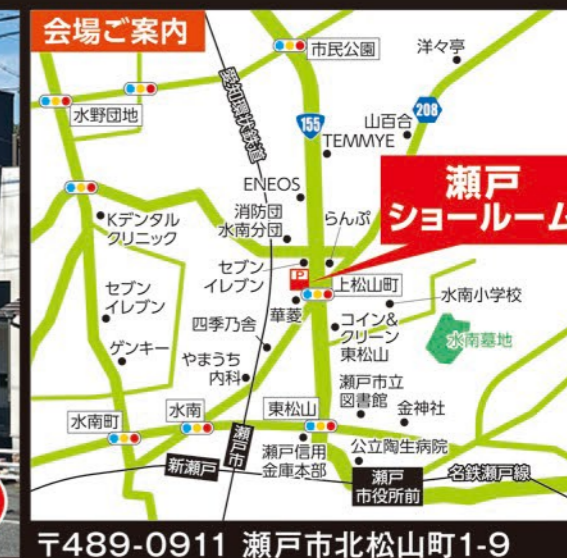 会場ご案内
市民公園
洋々亭
水野団地
愛知環状鉄道
155
山百合
208
TEMMYE
ENEOS
瀬戸
ショールーム
Kデンタル
クリニック
消防団
水南分団
らんぷ
セブン
イレブン
P
上松山町
セブン
イレブン
華菱
水南小学校
四季乃舎
コイン&
クリーン
東松山
水南墓地
ゲンキー
やまうち
内科
瀬戸市立
図書館
金神社
水南町
水南
東松山
瀬戸市
瀬戸信用
金庫本部
公立陶生病院
新瀬戸
瀬戸
市役所前
名鉄瀬戸線
〒489-0911 瀬戸市北松山町1-9